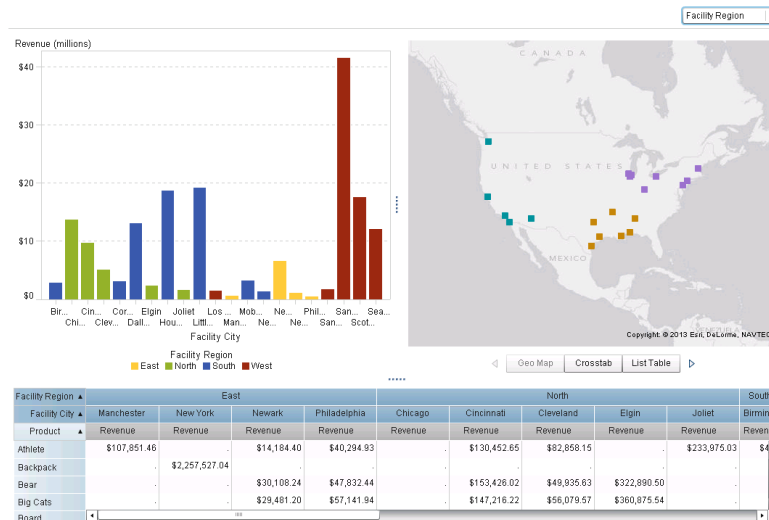 Facility Region
Revenue (millions)
$40
$30
$20
$10
$0
Bir... Cin... Cor... Elgin Joliet Los ... Mob... Ne... Phil... San... Sea...
Chi... Clev... Dall... Hou... Littl... Man... Ne... Ne... San... Scot...
Facility City
Facility Region
East North South West
CANADA
UNITED STATES
MEXICO
VENEZUELA
Copyright: © 2013 Esri, DeLorme, NAVTEC
Geo Map Crosstab List Table
Facility Region East North South
Facility City Manchester New York Newark Philadelphia Chicago Cincinnati Cleveland Elgin Joliet Birmin
Product Revenue Revenue Revenue Revenue Revenue Revenue Revenue Revenue Revenue Reven
Athlete $107,851.46 . $14,184.40 $40,294.93 . $130,452.65 $82,858.15 . $233,975.03 $4
Backpack . $2,257,527.04 . . . . . . .
Bear . . $30,108.24 $47,832.44 . $153,426.02 $49,935.63 $322,890.50 .
Big Cats . . $29,481.20 $57,141.94 . $147,216.22 $56,079.57 $360,875.54 .
Board